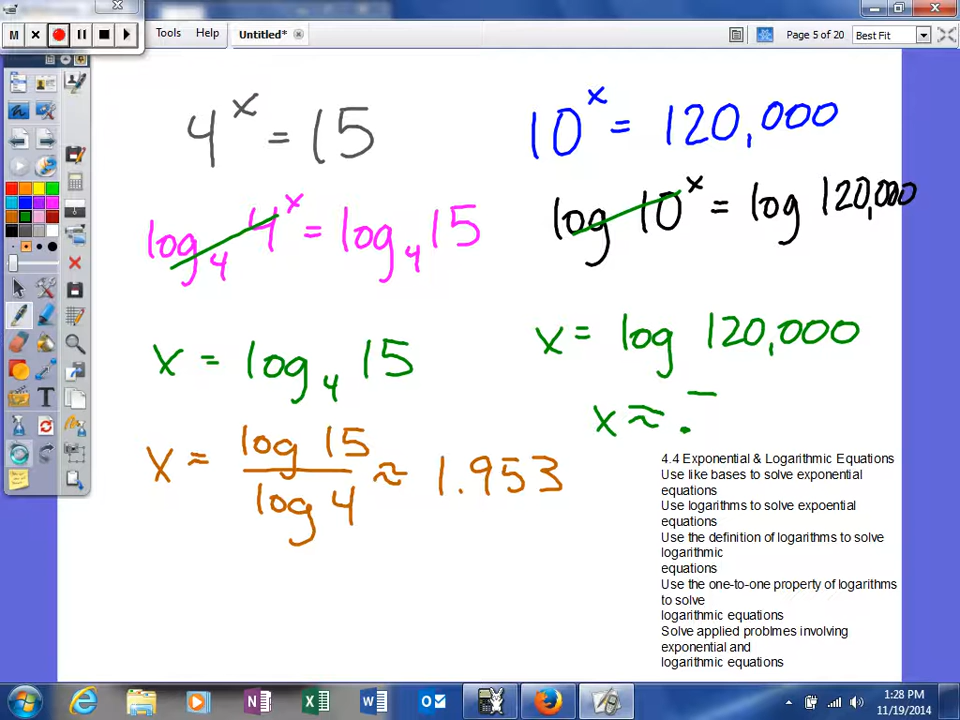 M
Tools Help Untitled* Page 5 of 20 Best Fit
4^x = 15
log_4 4^x = log_4 15
x = log_4 15
x = log 15 / log 4 ≈ 1.953
10^x = 120,000
log 10^x = log 120,000
x = log 120,000
x ≈ .
4.4 Exponential & Logarithmic Equations
Use like bases to solve exponential
equations
Use logarithms to solve expoential
equations
Use the definition of logarithms to solve
logarithmic
equations
Use the one-to-one property of logarithms
to solve
logarithmic equations
Solve applied problms involving
exponential and
logarithmic equations
1:28 PM
11/19/2014